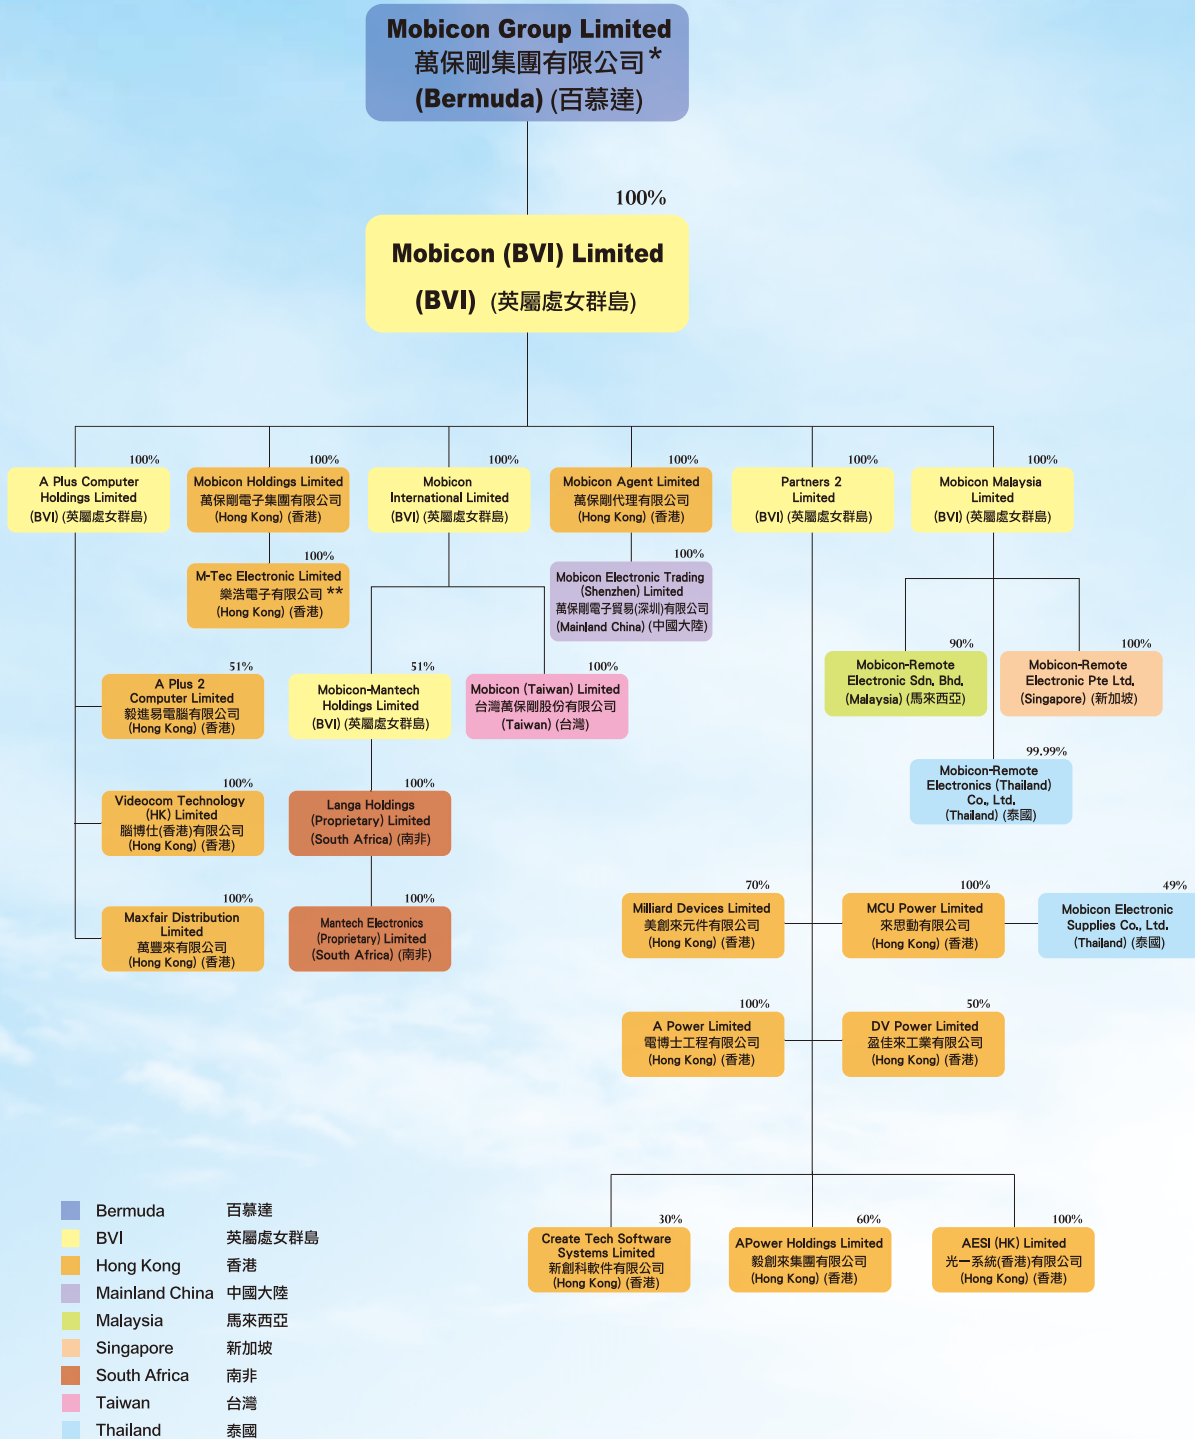 Mobicon Group Limited
萬保剛集團有限公司*
(Bermuda) (百慕達)
100%
Mobicon (BVI) Limited
(BVI) (英屬處女群島)
100%
A Plus Computer
Holdings Limited
(BVI) (英屬處女群島)
100%
Mobicon Holdings Limited
萬保剛電子集團有限公司
(Hong Kong) (香港)
100%
Mobicon
International Limited
(BVI) (英屬處女群島)
100%
Mobicon Agent Limited
萬保剛代理有限公司
(Hong Kong) (香港)
100%
Partners 2
Limited
(BVI) (英屬處女群島)
100%
Mobicon Malaysia
Limited
(BVI) (英屬處女群島)
100%
M-Tec Electronic Limited
樂浩電子有限公司**
(Hong Kong) (香港)
100%
Mobicon Electronic Trading
(Shenzhen) Limited
萬保剛電子貿易(深圳)有限公司
(Mainland China) (中國大陸)
90%
Mobicon-Remote
Electronic Sdn. Bhd.
(Malaysia) (馬來西亞)
100%
Mobicon-Remote
Electronic Pte Ltd.
(Singapore) (新加坡)
51%
A Plus 2
Computer Limited
毅進易電腦有限公司
(Hong Kong) (香港)
51%
Mobicon-Mantech
Holdings Limited
(BVI) (英屬處女群島)
100%
Mobicon (Taiwan) Limited
台灣萬保剛股份有限公司
(Taiwan) (台灣)
99.99%
Mobicon-Remote
Electronics (Thailand)
Co., Ltd.
(Thailand) (泰國)
100%
Videocom Technology
(HK) Limited
腦博仕(香港)有限公司
(Hong Kong) (香港)
100%
Langa Holdings
(Proprietary) Limited
(South Africa) (南非)
100%
Maxfair Distribution
Limited
萬豐來有限公司
(Hong Kong) (香港)
100%
Mantech Electronics
(Proprietary) Limited
(South Africa) (南非)
70%
Milliard Devices Limited
美創來元件有限公司
(Hong Kong) (香港)
100%
MCU Power Limited
來思動有限公司
(Hong Kong) (香港)
49%
Mobicon Electronic
Supplies Co., Ltd.
(Thailand) (泰國)
100%
A Power Limited
電博士工程有限公司
(Hong Kong) (香港)
50%
DV Power Limited
盈佳來工業有限公司
(Hong Kong) (香港)
30%
Create Tech Software
Systems Limited
新創科軟件有限公司
(Hong Kong) (香港)
60%
APower Holdings Limited
毅創來集團有限公司
(Hong Kong) (香港)
100%
AESI (HK) Limited
光一系統(香港)有限公司
(Hong Kong) (香港)
Bermuda 百慕達
BVI 英屬處女群島
Hong Kong 香港
Mainland China 中國大陸
Malaysia 馬來西亞
Singapore 新加坡
South Africa 南非
Taiwan 台灣
Thailand 泰國